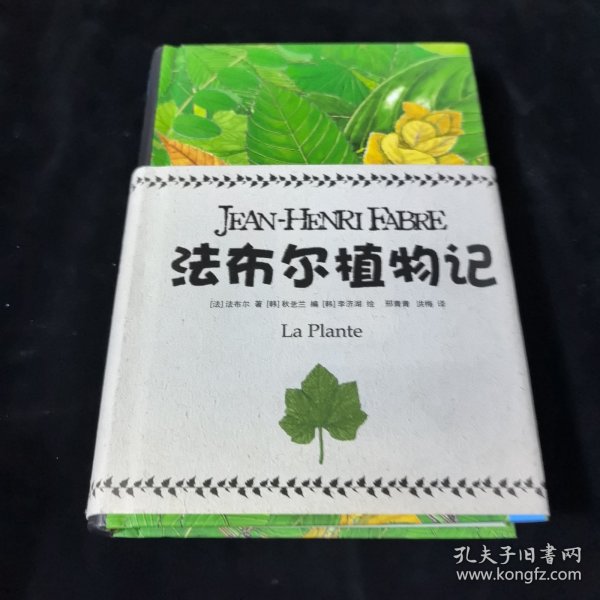 JEAN-HENRI FABRE
法布尔植物记
[法] 法布尔 著 [韩] 秋乭兰 编 [韩] 李济湖 绘 邢青青 洪梅 译
La Plante
孔夫子旧书网
www.kongfz.com